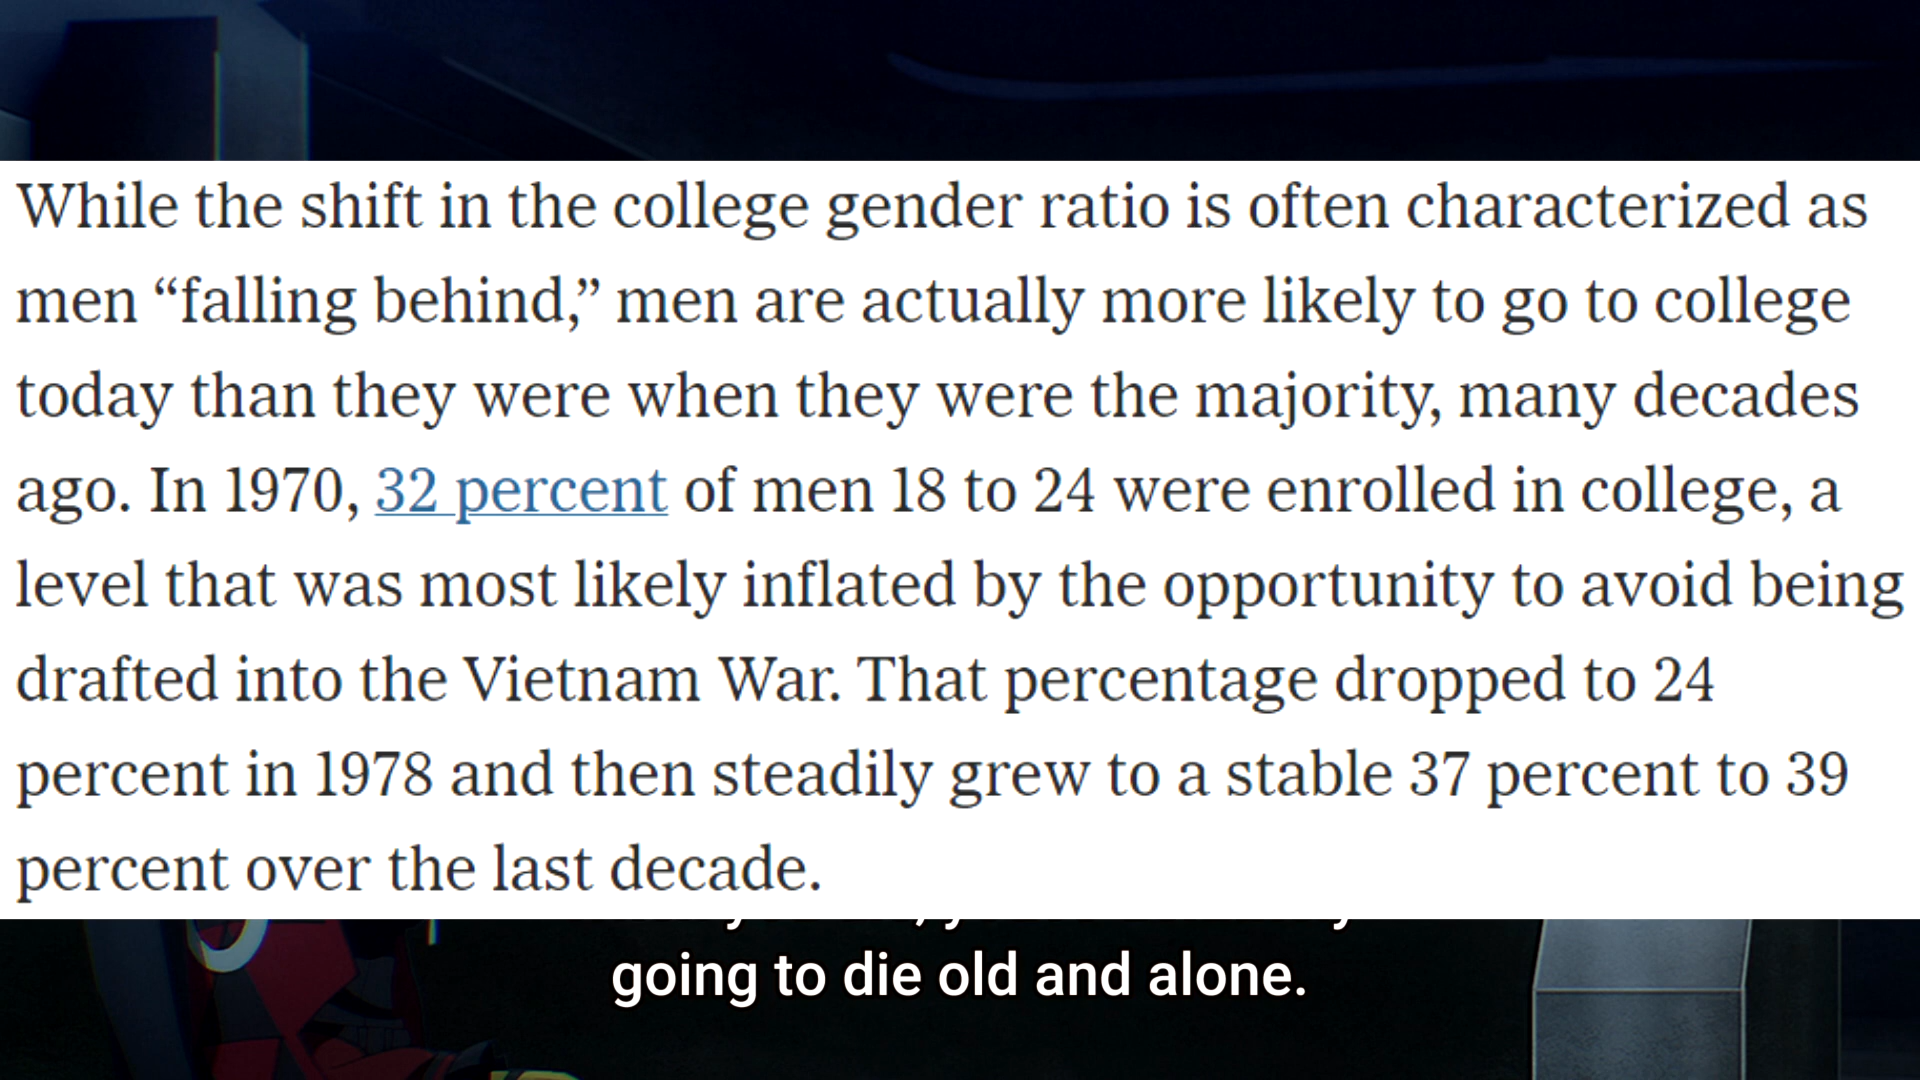 While the shift in the college gender ratio is often characterized as
men “falling behind,” men are actually more likely to go to college
today than they were when they were the majority, many decades
ago. In 1970, 32 percent of men 18 to 24 were enrolled in college, a
level that was most likely inflated by the opportunity to avoid being
drafted into the Vietnam War. That percentage dropped to 24
percent in 1978 and then steadily grew to a stable 37 percent to 39
percent over the last decade.
going to die old and alone.